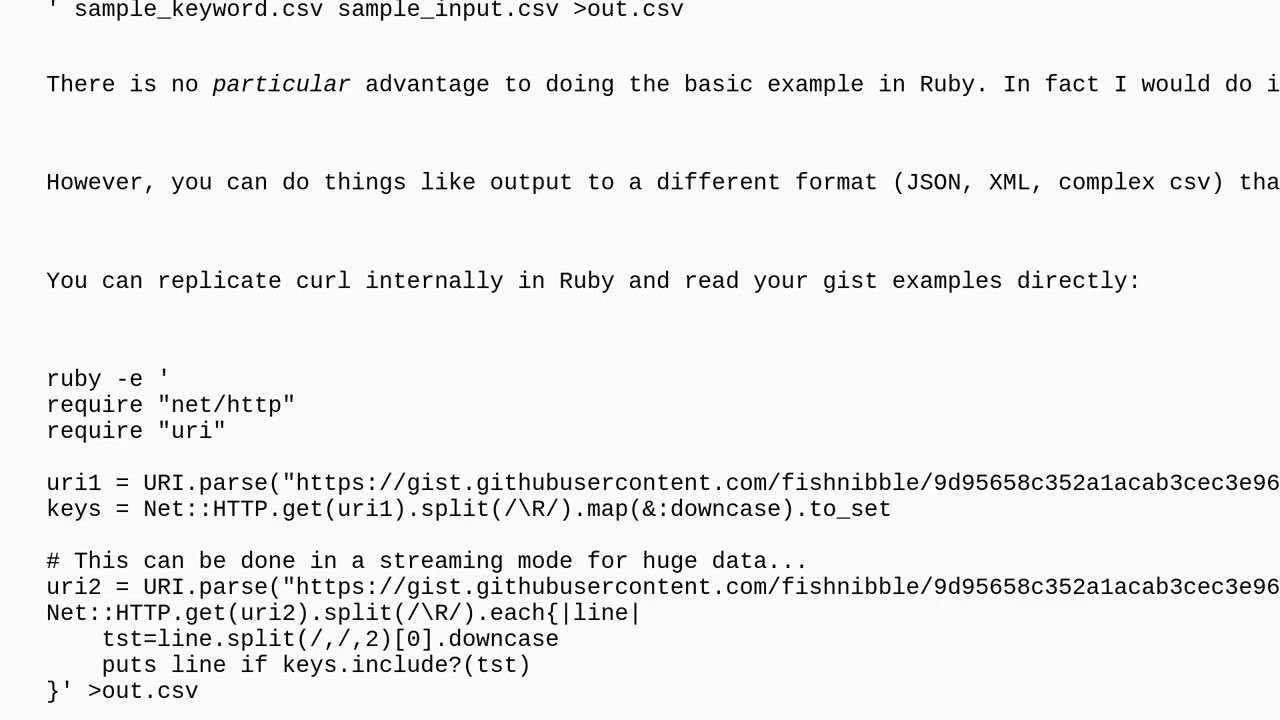 ' sample_keyword.csv sample_input.csv >out.csv
There is no particular advantage to doing the basic example in Ruby. In fact I would do i
However, you can do things like output to a different format (JSON, XML, complex csv) tha
You can replicate curl internally in Ruby and read your gist examples directly:
ruby -e '
require "net/http"
require "uri"
uri1 = URI.parse("https://gist.githubusercontent.com/fishnibble/9d95658c352a1acab3cec3e96
keys = Net::HTTP.get(uri1).split(/\R/).map(&:downcase).to_set
# This can be done in a streaming mode for huge data...
uri2 = URI.parse("https://gist.githubusercontent.com/fishnibble/9d95658c352a1acab3cec3e96
Net::HTTP.get(uri2).split(/\R/).each{|line|
    tst=line.split(/,/,2)[0].downcase
    puts line if keys.include?(tst)
}' >out.csv